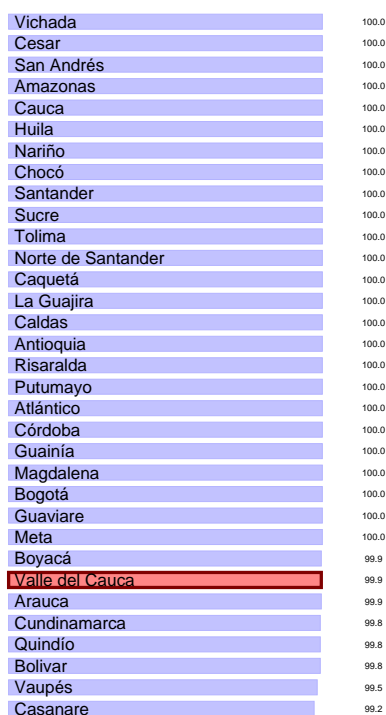 Vichada 100.0
Cesar 100.0
San Andrés 100.0
Amazonas 100.0
Cauca 100.0
Huila 100.0
Nariño 100.0
Chocó 100.0
Santander 100.0
Sucre 100.0
Tolima 100.0
Norte de Santander 100.0
Caquetá 100.0
La Guajira 100.0
Caldas 100.0
Antioquia 100.0
Risaralda 100.0
Putumayo 100.0
Atlántico 100.0
Córdoba 100.0
Guainía 100.0
Magdalena 100.0
Bogotá 100.0
Guaviare 100.0
Meta 100.0
Boyacá 99.9
Valle del Cauca 99.9
Arauca 99.9
Cundinamarca 99.8
Quindío 99.8
Bolivar 99.8
Vaupés 99.5
Casanare 99.2